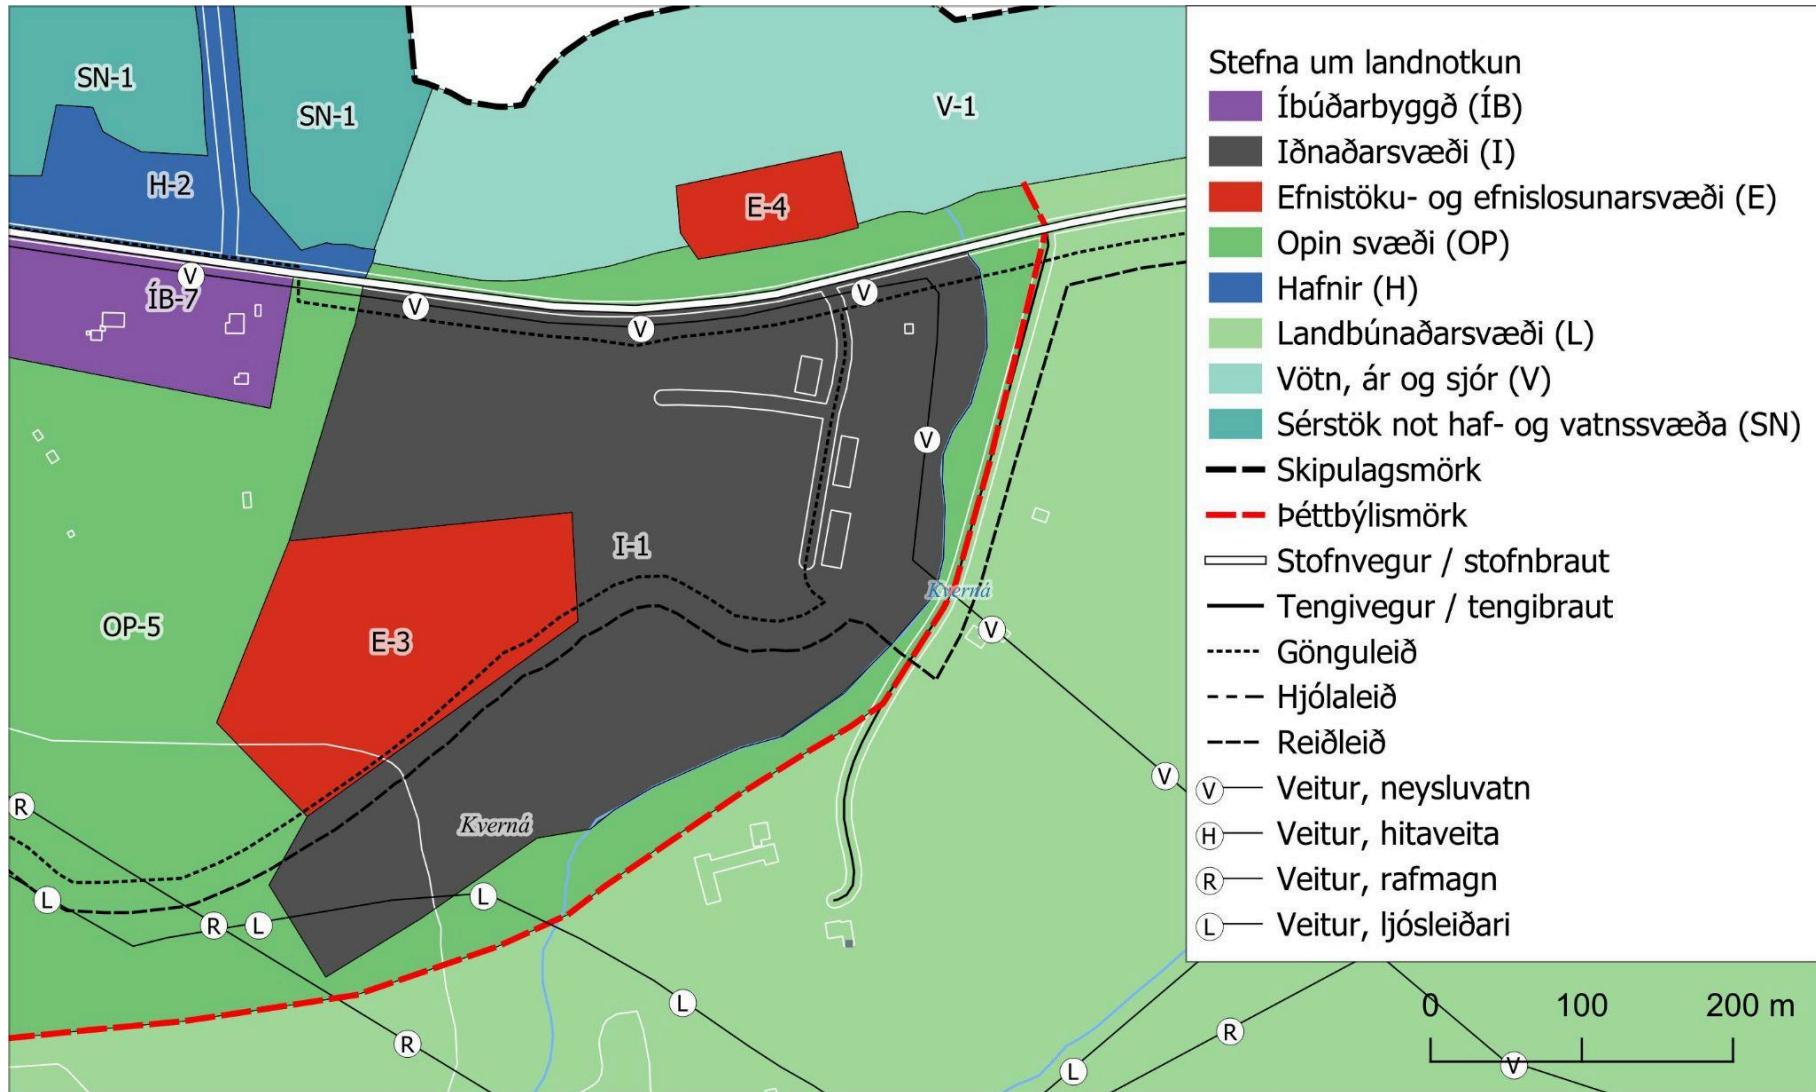 SN-1
SN-1
V-1
H-2
E-4
V
ÍB-7
V
V
V
V
I-1
Kverná
OP-5
E-3
V
V
R
Kverná
L
L
R
L
L
R
R
L
V
Stefna um landnotkun
Íbúðarbyggð (ÍB)
Iðnaðarsvæði (I)
Efnistöku- og efnislosunarsvæði (E)
Opin svæði (OP)
Hafnir (H)
Landbúnaðarsvæði (L)
Vötn, ár og sjór (V)
Sérstök not haf- og vatnssvæða (SN)
Skipulagsmörk
Þéttbýlismörk
Stofnvegur / stofnbraut
Tengivegur / tengibraut
Gönguleið
Hjólaleið
Reiðleið
V Veitur, neysluvatn
H Veitur, hitaveita
R Veitur, rafmagn
L Veitur, ljósleiðari
0 100 200 m